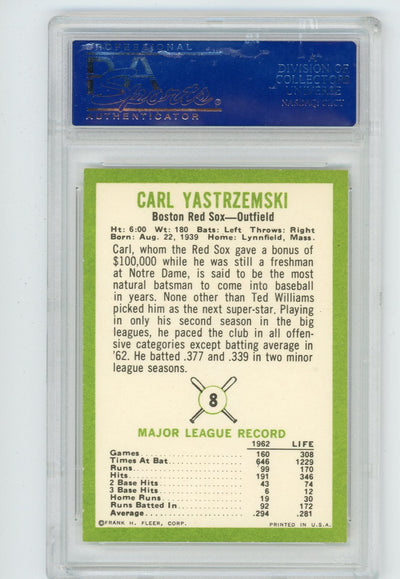 PROFESSIONAL
PSA
Sports
AUTHENTICATOR
A
DIVISION OF
COLLECTORS
UNIVERSE
NASDAQ: CLCT
CARL YASTRZEMSKI
Boston Red Sox—Outfield
Ht: 6:00 Wt: 180 Bats: Left Throws: Right
Born: Aug. 22, 1939 Home: Lynnfield, Mass.
Carl, whom the Red Sox gave a bonus of
$100,000 while he was still a freshman
at Notre Dame, is said to be the most
natural batsman to come into baseball
in years. None other than Ted Williams
picked him as the next super-star. Playing
in only his second season in the big
leagues, he paced the club in all offen-
sive categories except batting average in
'62. He batted .377 and .339 in two minor
league seasons.
8
MAJOR LEAGUE RECORD
1962 LIFE
Games 160 308
Times At Bat 646 1229
Runs 99 170
Hits 191 346
2 Base Hits 43 74
3 Base Hits 6 12
Home Runs 19 30
Runs Batted In 92 172
Average .294 .281
©FRANK H. FLEER, CORP. PRINTED IN U.S.A.